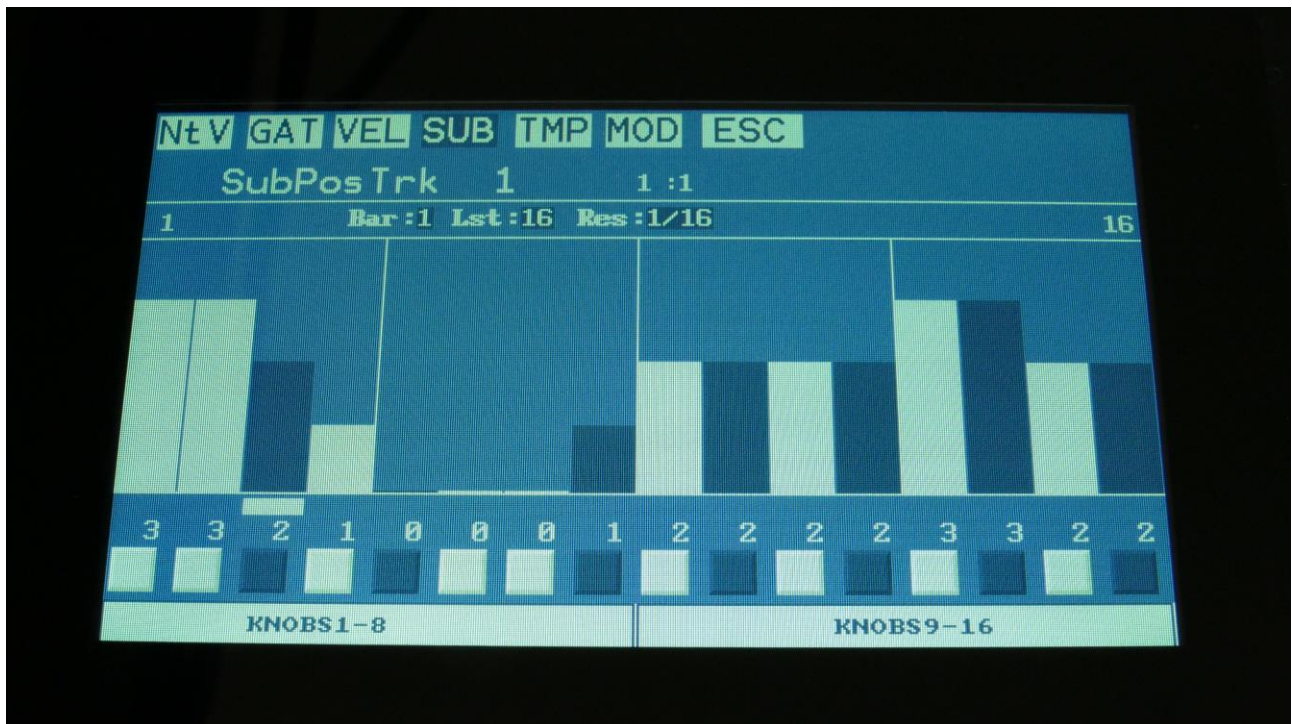 NtV GAT VEL SUB TMP MOD ESC
SubPosTrk 1 1 :1
1 Bar:1 Lst:16 Res:1/16 16
3 3 2 1 0 0 0 1 2 2 2 2 3 3 2 2
KNOBS1-8 KNOBS9-16